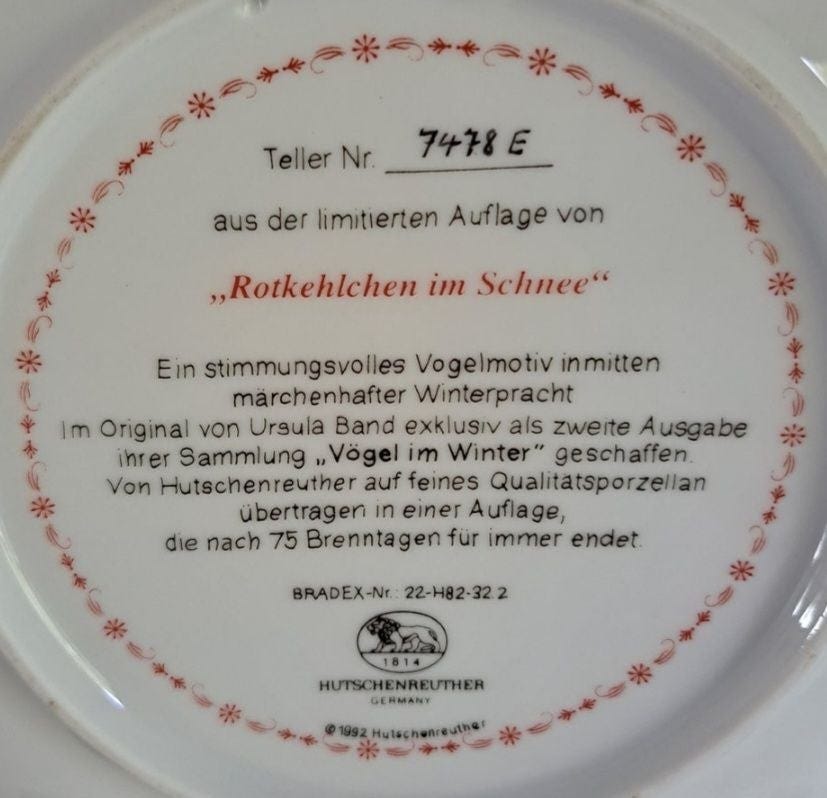 Teller Nr. 7478 E
aus der limitierten Auflage von
„Rotkehlchen im Schnee“
Ein stimmungsvolles Vogelmotiv inmitten
märchenhafter Winterpracht
Im Original von Ursula Band exklusiv als zweite Ausgabe
ihrer Sammlung „Vögel im Winter“ geschaffen.
Von Hutschenreuther auf feines Qualitätsporzellan
übertragen in einer Auflage,
die nach 75 Brenntagen für immer endet.
BRADEX-Nr.: 22-H82-32.2
1814
HUTSCHENREUTHER
GERMANY
© 1992 Hutschenreuther